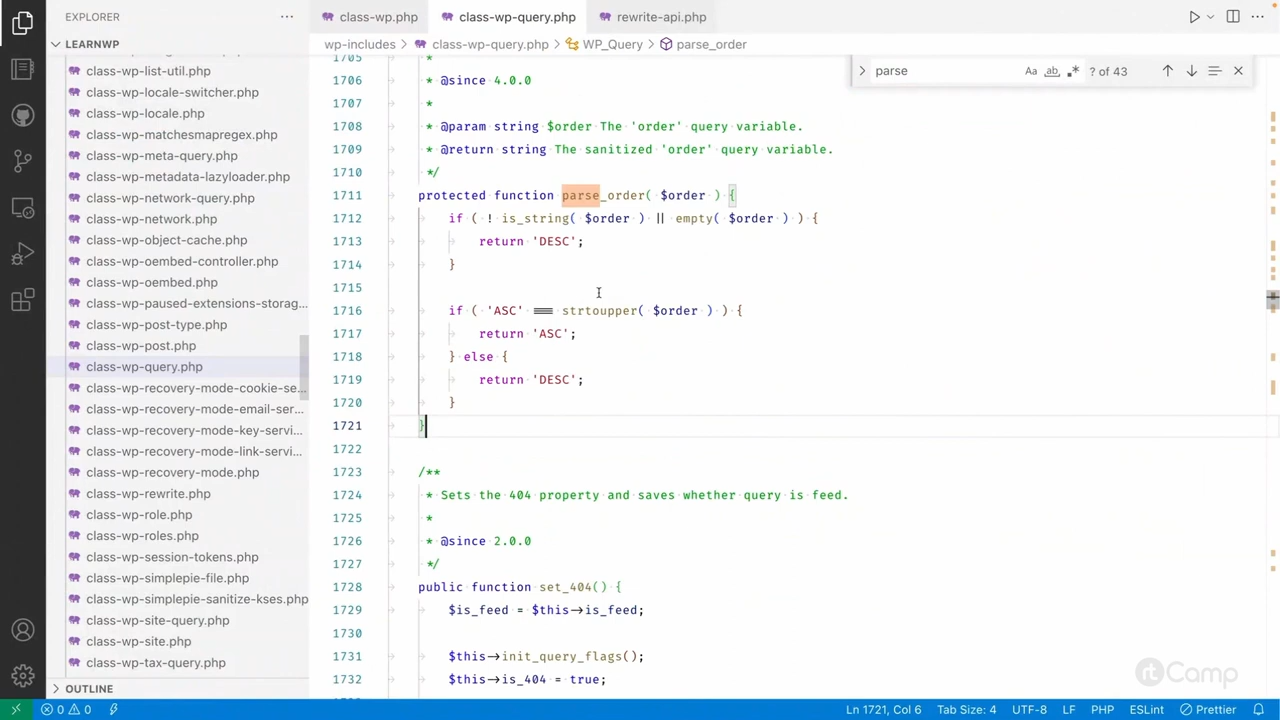 EXPLORER
LEARNWP
class-wp-list-util.php
class-wp-locale-switcher.php
class-wp-locale.php
class-wp-matchesmapregex.php
class-wp-meta-query.php
class-wp-metadata-lazyloader.php
class-wp-network-query.php
class-wp-network.php
class-wp-object-cache.php
class-wp-oembed-controller.php
class-wp-oembed.php
class-wp-paused-extensions-storag...
class-wp-post-type.php
class-wp-post.php
class-wp-query.php
class-wp-recovery-mode-cookie-se...
class-wp-recovery-mode-email-ser...
class-wp-recovery-mode-key-servi...
class-wp-recovery-mode-link-servi...
class-wp-recovery-mode.php
class-wp-rewrite.php
class-wp-role.php
class-wp-roles.php
class-wp-session-tokens.php
class-wp-simplepie-file.php
class-wp-simplepie-sanitize-kses.php
class-wp-site-query.php
class-wp-site.php
class-wp-tax-query.php
OUTLINE
class-wp.php class-wp-query.php rewrite-api.php
wp-includes > class-wp-query.php > WP_Query > parse_order
parse Aa ab ? of 43
1705 *
1706 * @since 4.0.0
1707 *
1708 * @param string $order The 'order' query variable.
1709 * @return string The sanitized 'order' query variable.
1710 */
1711 protected function parse_order( $order ) {
1712 if ( ! is_string( $order ) || empty( $order ) ) {
1713 return 'DESC';
1714 }
1715
1716 if ( 'ASC' === strtoupper( $order ) ) {
1717 return 'ASC';
1718 } else {
1719 return 'DESC';
1720 }
1721 }
1722
1723 /**
1724 * Sets the 404 property and saves whether query is feed.
1725 *
1726 * @since 2.0.0
1727 */
1728 public function set_404() {
1729 $is_feed = $this->is_feed;
1730
1731 $this->init_query_flags();
1732 $this->is_404 = true;
rtCamp
0 0 Ln 1721, Col 6 Tab Size: 4 UTF-8 LF PHP ESLint Prettier